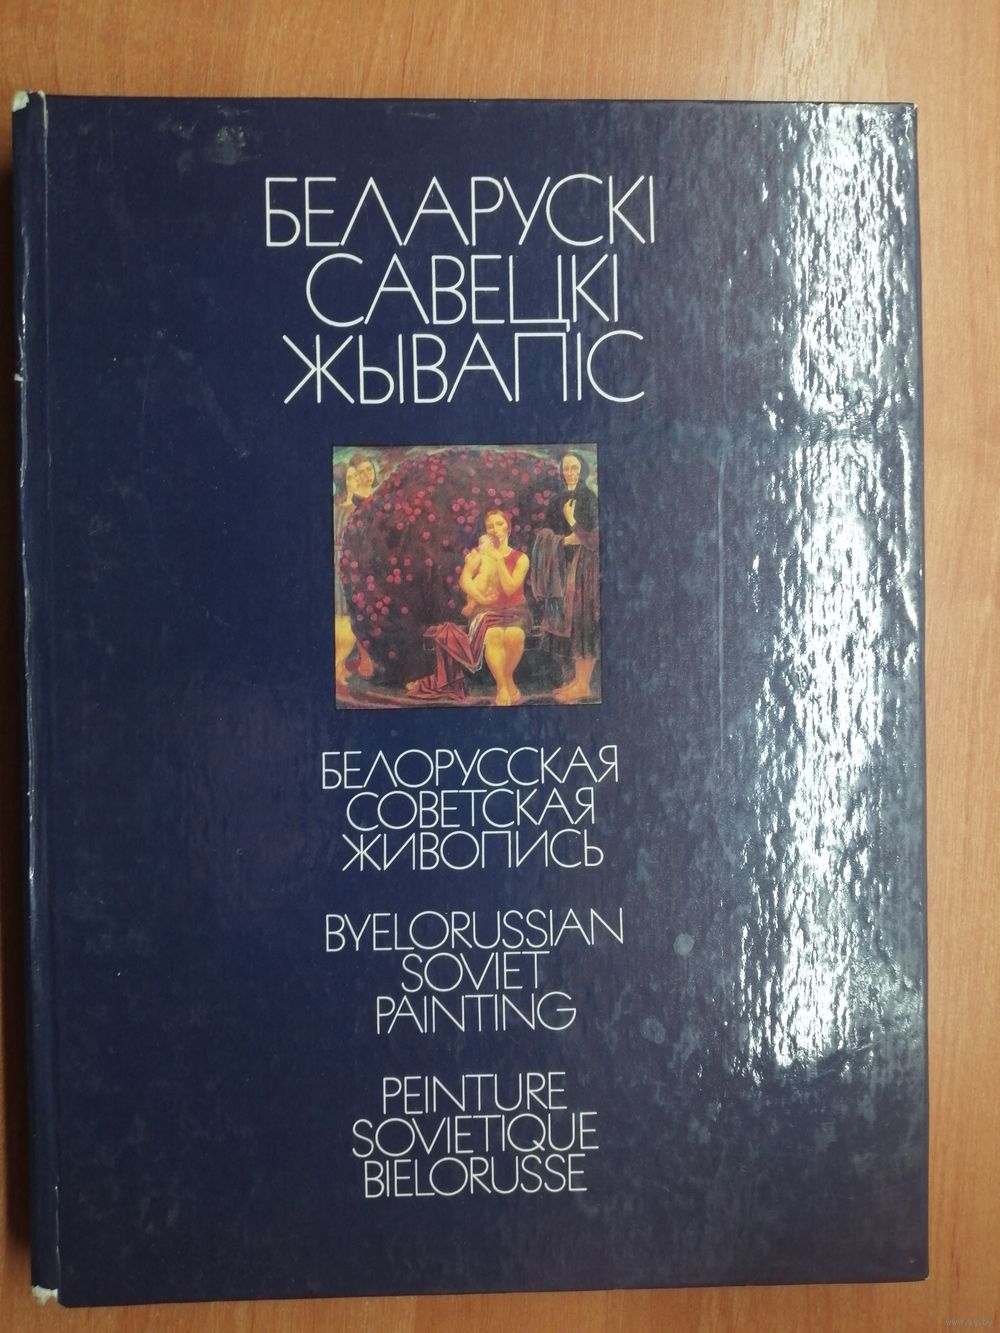 БЕЛАРУСКІ
САВЕЦКІ
ЖЫВАПІС
БЕЛОРУССКАЯ
СОВЕТСКАЯ
ЖИВОПИСЬ
BYELORUSSIAN
SOVIET
PAINTING
PEINTURE
SOVIETIQUE
BIELORUSSE